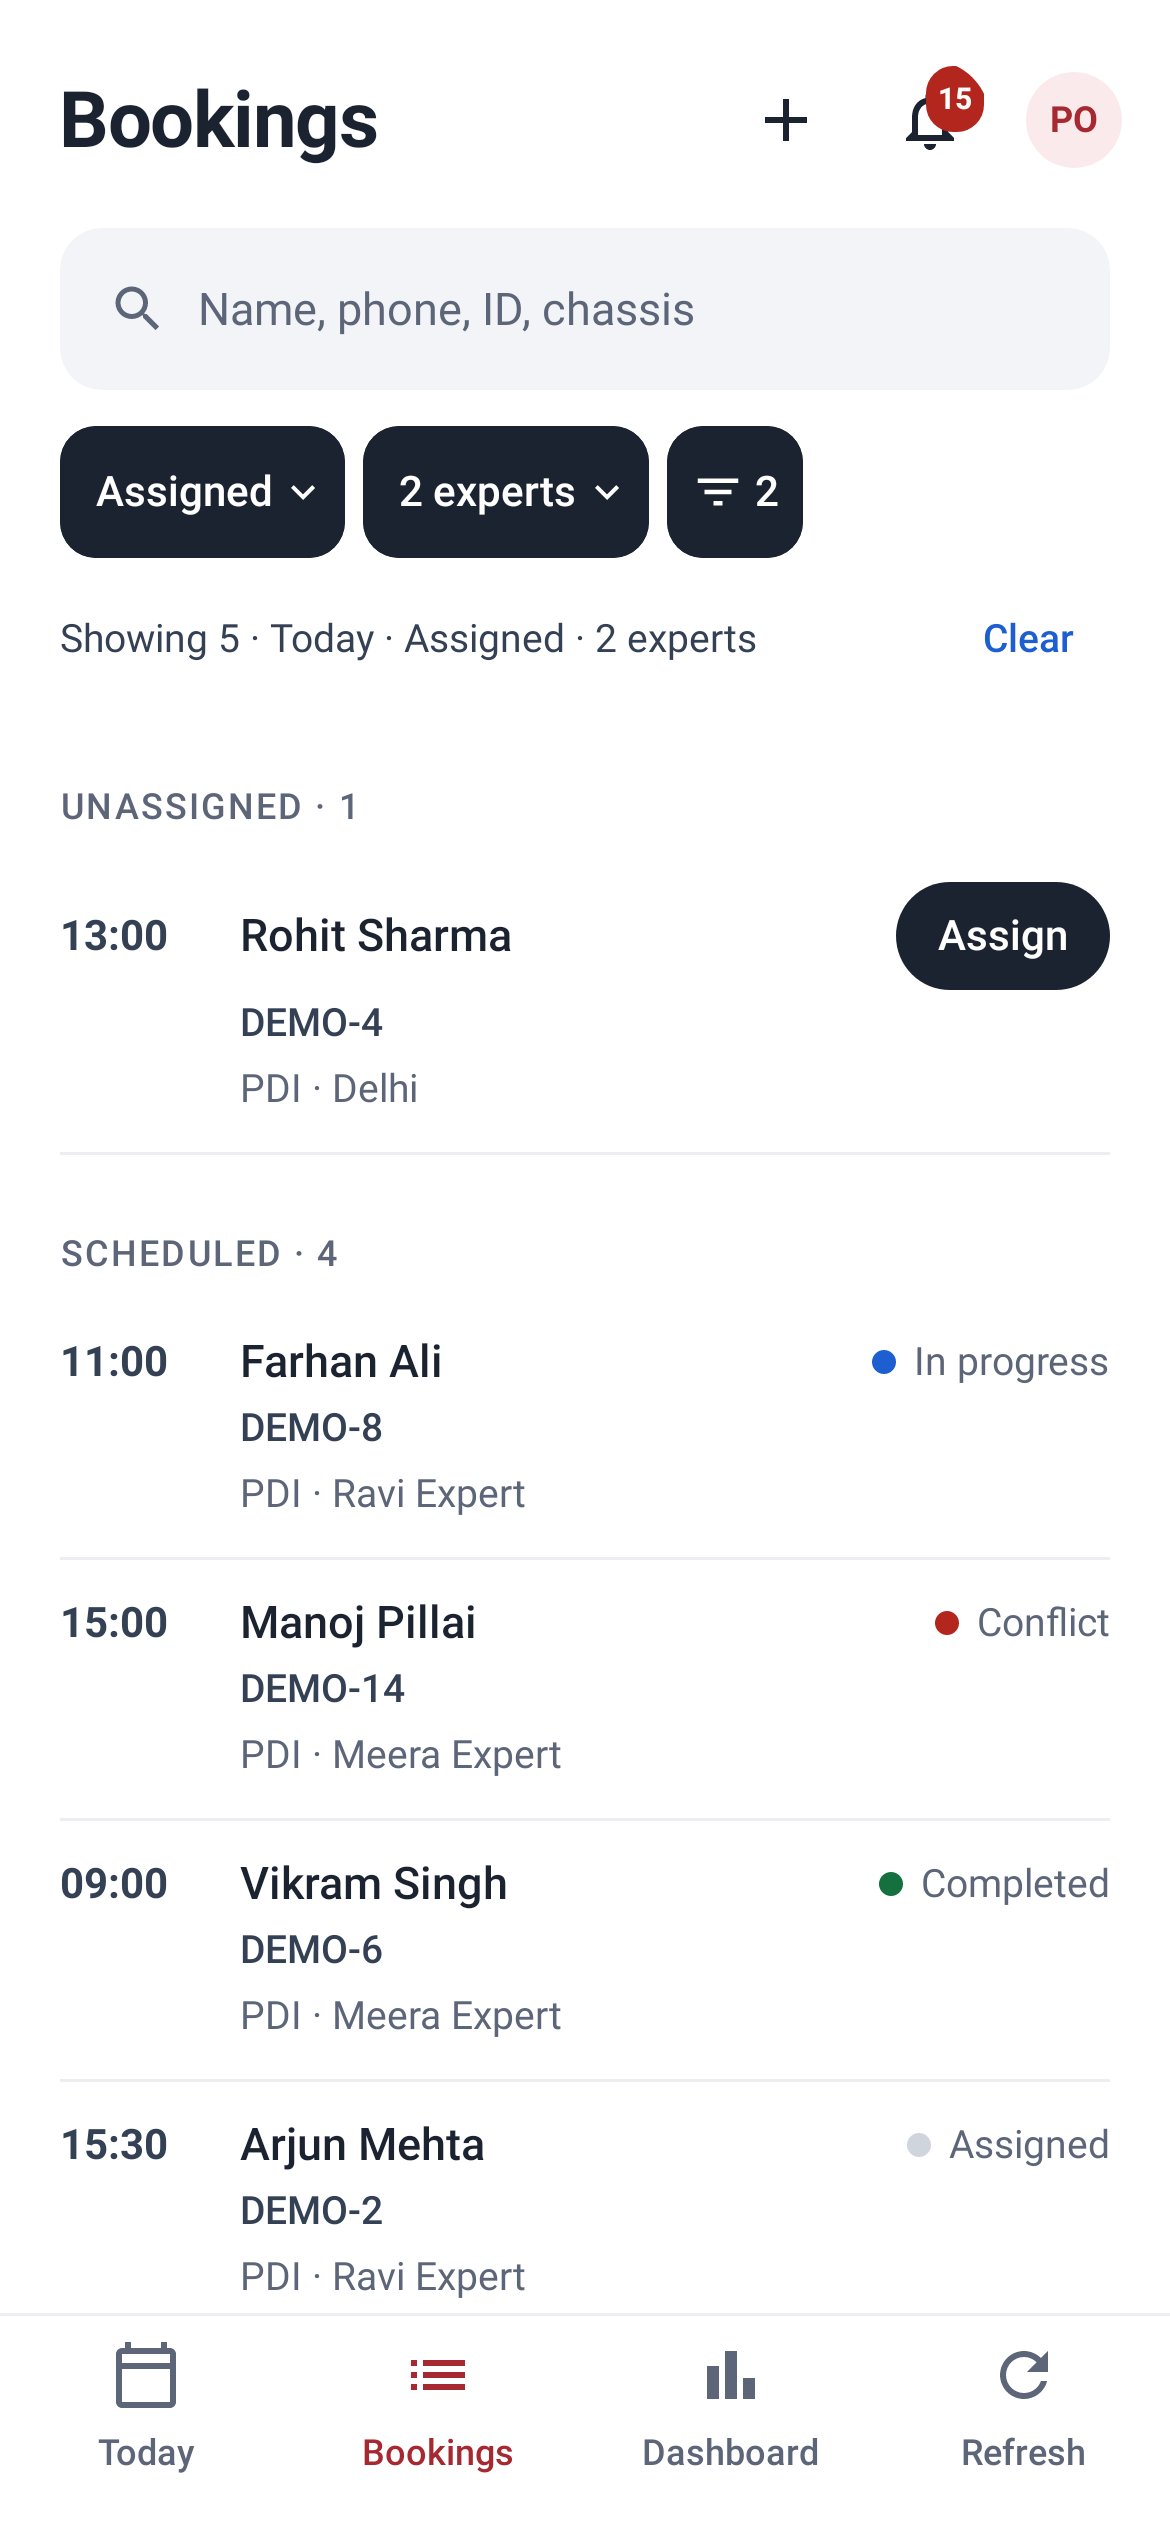 Bookings
15
PO
Name, phone, ID, chassis
Assigned
2 experts
2
Showing 5 · Today · Assigned · 2 experts
Clear
UNASSIGNED · 1
13:00
Rohit Sharma
Assign
DEMO-4
PDI · Delhi
SCHEDULED · 4
11:00
Farhan Ali
In progress
DEMO-8
PDI · Ravi Expert
15:00
Manoj Pillai
Conflict
DEMO-14
PDI · Meera Expert
09:00
Vikram Singh
Completed
DEMO-6
PDI · Meera Expert
15:30
Arjun Mehta
Assigned
DEMO-2
PDI · Ravi Expert
Today
Bookings
Dashboard
Refresh